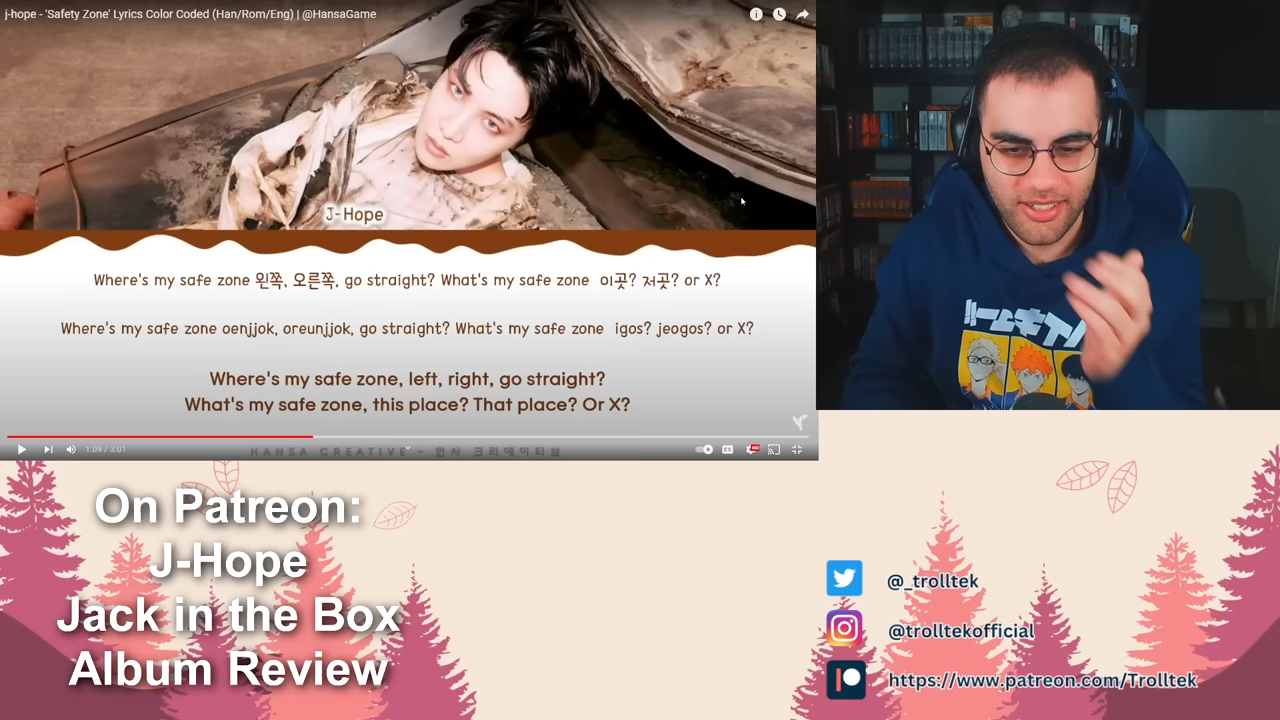 j-hope - 'Safety Zone' Lyrics Color Coded (Han/Rom/Eng) | @HansaGame
J-Hope
Where's my safe zone 왼쪽, 오른쪽, go straight? What's my safe zone 이곳? 저곳? or X?
Where's my safe zone oenjjok, oreunjjok, go straight? What's my safe zone igos? jeogos? or X?
Where's my safe zone, left, right, go straight?
What's my safe zone, this place? That place? Or X?
1:09 / 3:01
HANSA CREATIVE - 한사 크리에이티브
On Patreon:
J-Hope
Jack in the Box
Album Review
@_trolltek
@trolltekofficial
https://www.patreon.com/Trolltek